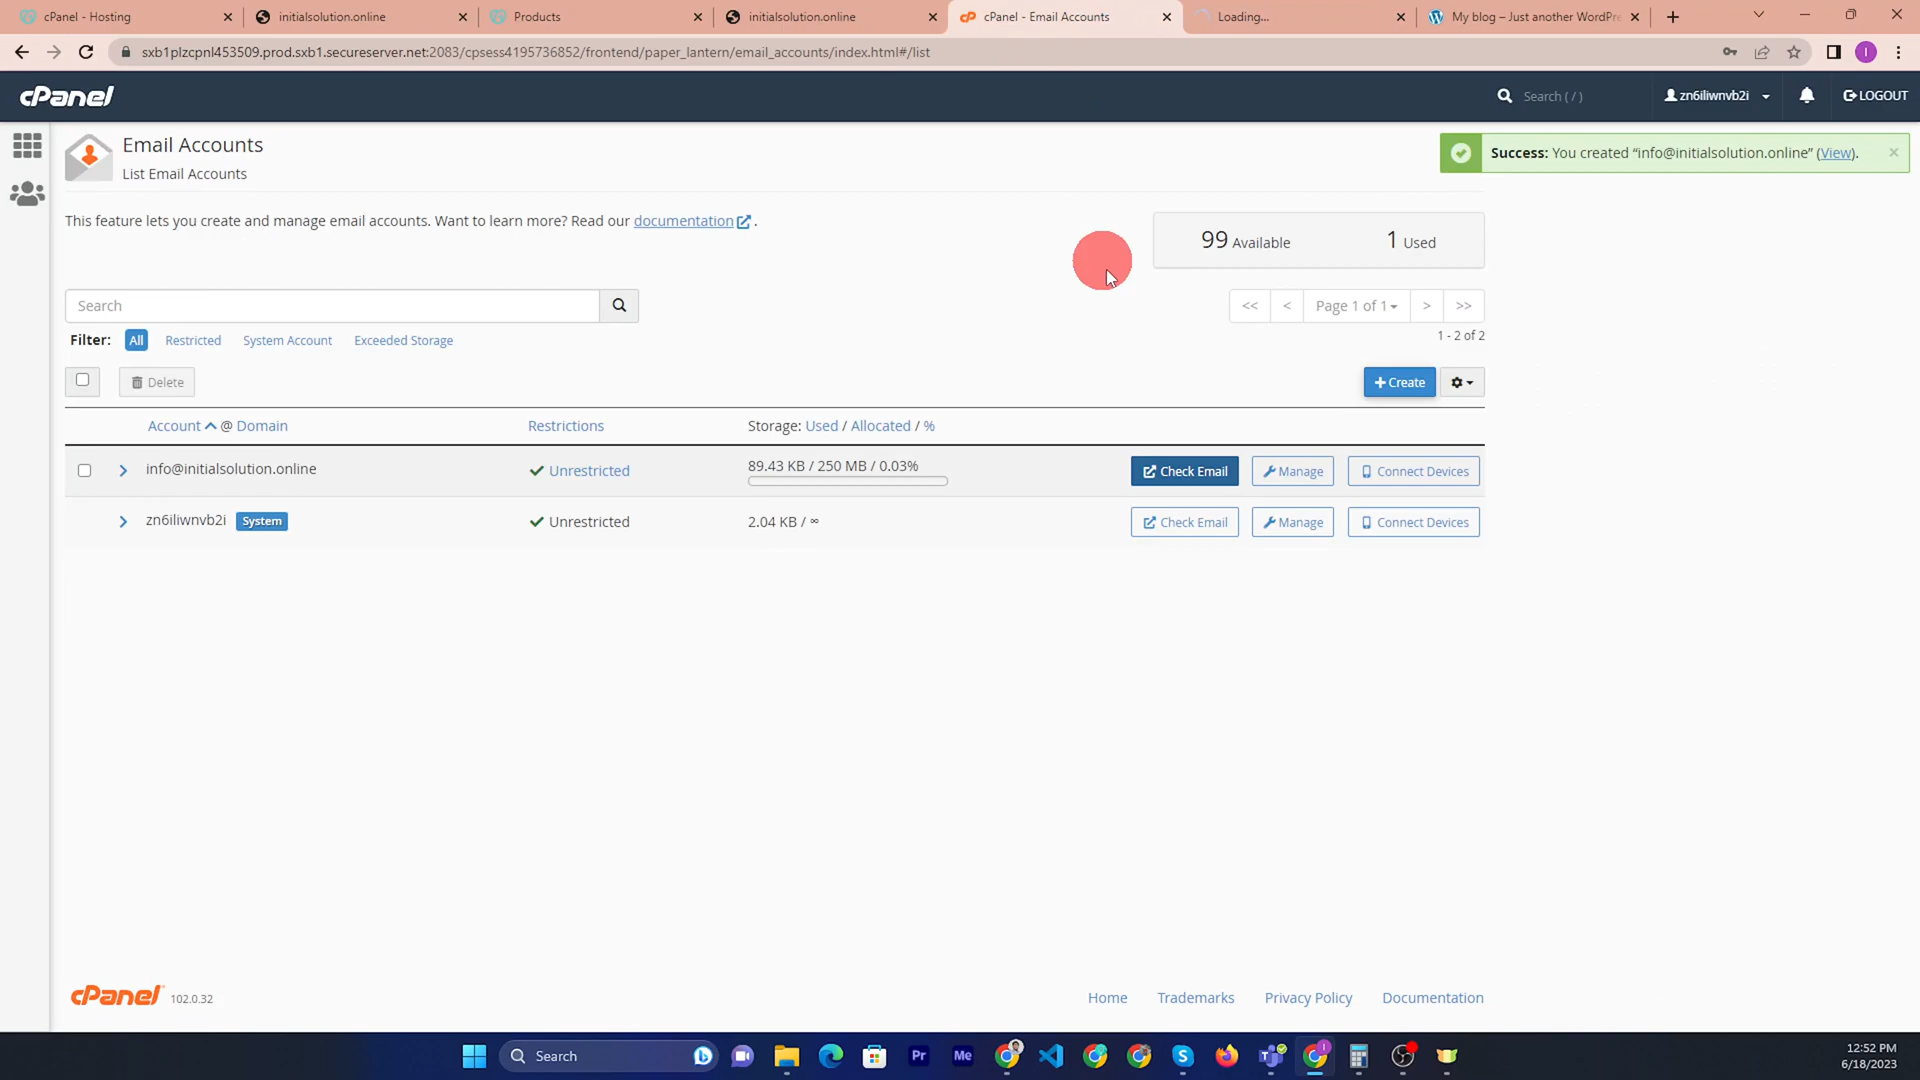 cPanel - Hosting
initialsolution.online
Products
initialsolution.online
cPanel - Email Accounts
Loading...
My blog – Just another WordPre
sxb1plzcpnl453509.prod.sxb1.secureserver.net:2083/cpsess4195736852/frontend/paper_lantern/email_accounts/index.html#/list
I
cPanel
Search ( / )
zn6iliwnvb2i
LOGOUT
Email Accounts
List Email Accounts
Success: You created “info@initialsolution.online” (View).
This feature lets you create and manage email accounts. Want to learn more? Read our documentation .
99 Available 1 Used
Search
<< < Page 1 of 1 > >>
1 - 2 of 2
Filter: All Restricted System Account Exceeded Storage
Delete
+ Create
Account @ Domain Restrictions Storage: Used / Allocated / %
info@initialsolution.online Unrestricted 89.43 KB / 250 MB / 0.03% Check Email Manage Connect Devices
zn6iliwnvb2i System Unrestricted 2.04 KB / ∞ Check Email Manage Connect Devices
cPanel 102.0.32
Home Trademarks Privacy Policy Documentation
Search
Pr
Me
12:52 PM
6/18/2023